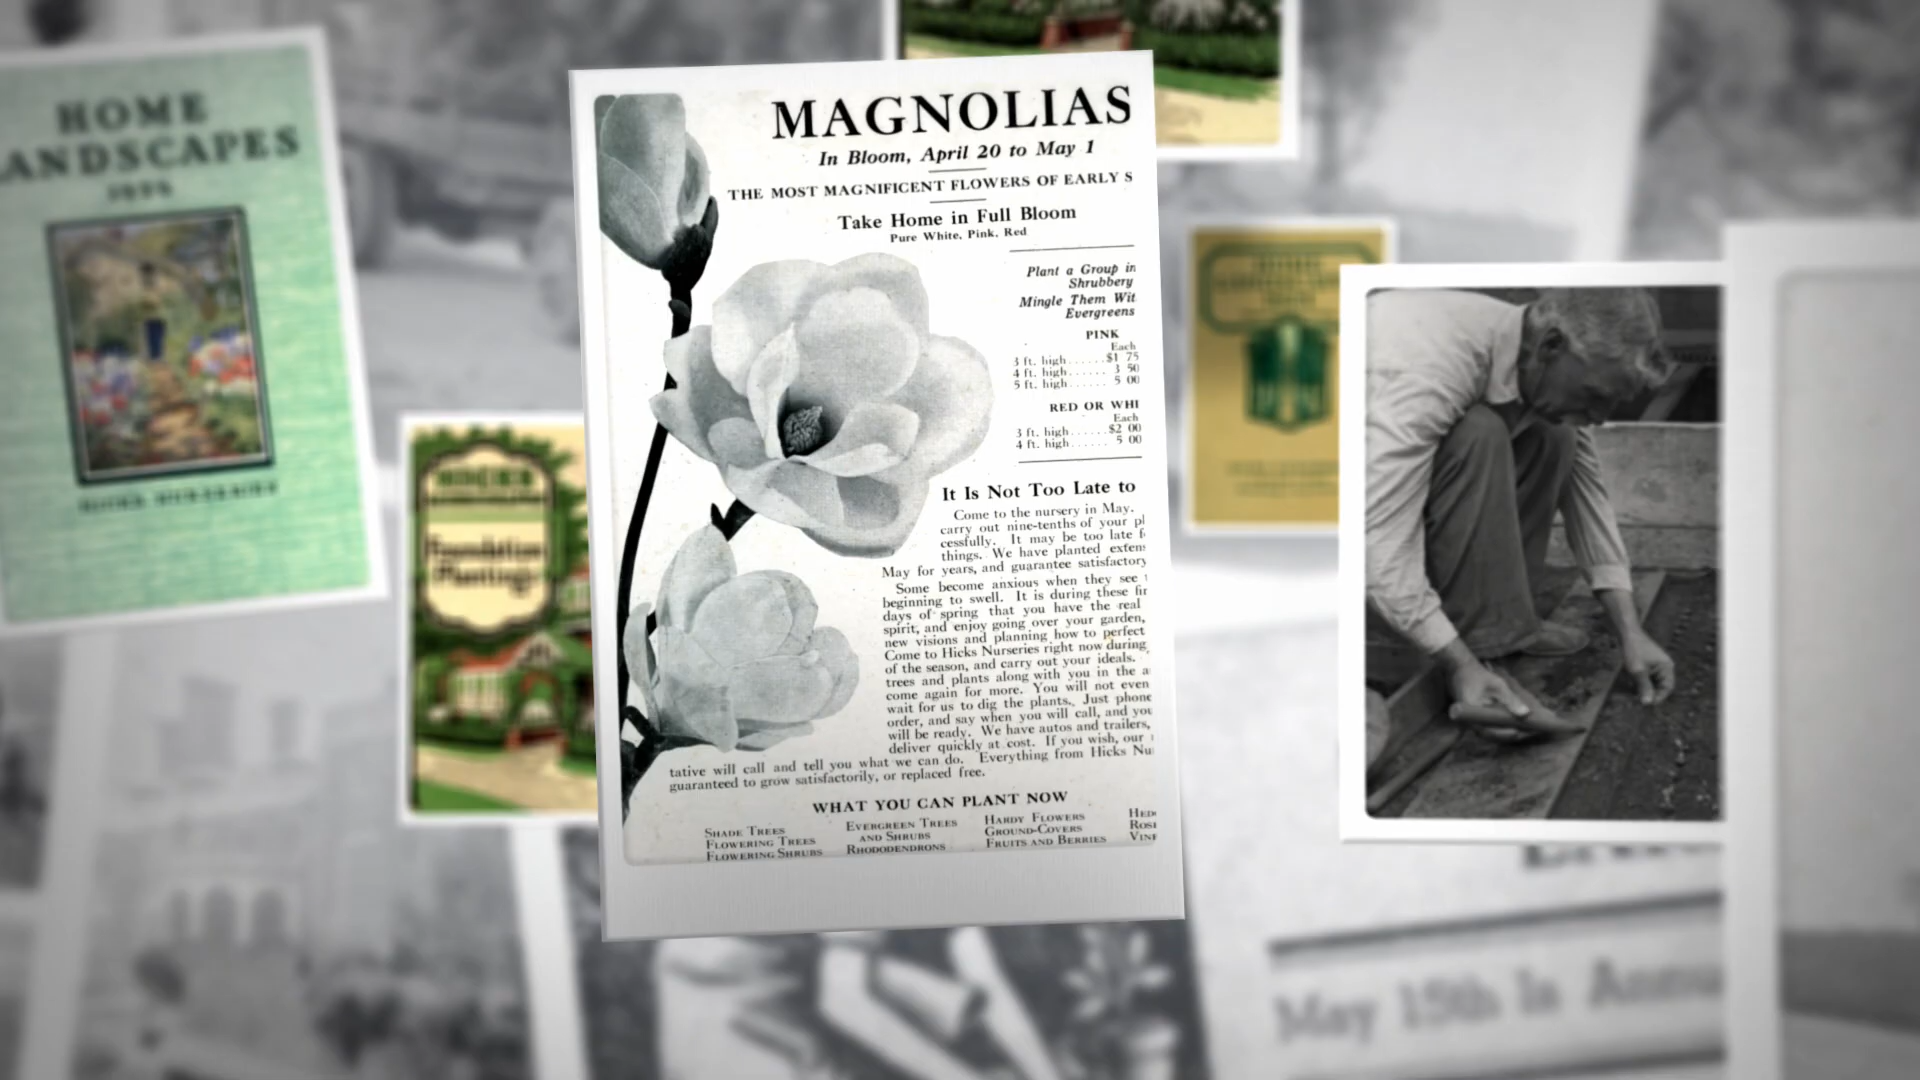 HOME
LANDSCAPES
HICKS NURSERIES
HICKS
Foundation
Plantings
MAGNOLIAS
In Bloom, April 20 to May 1
THE MOST MAGNIFICENT FLOWERS OF EARLY S
Take Home in Full Bloom
Pure White, Pink, Red
Plant a Group in
Shrubbery
Mingle Them Wit
Evergreens
PINK
Each
3 ft. high......$1 75
4 ft. high...... 3 50
5 ft. high...... 5 00
RED OR WHI
Each
3 ft. high......$2 00
4 ft. high...... 5 00
It Is Not Too Late to
Come to the nursery in May.
carry out nine-tenths of your pl
cessfully. It may be too late f
things. We have planted exten
May for years, and guarantee satisfactory
Some become anxious when they see
beginning to swell. It is during these fir
days of spring that you have the real
spirit, and enjoy going over your garden,
new visions and planning how to perfect
Come to Hicks Nurseries right now during
of the season, and carry out your ideals.
trees and plants along with you in the a
come again for more. You will not even
wait for us to dig the plants. Just phone
order, and say when you will call, and you
will be ready. We have autos and trailers,
deliver quickly at cost. If you wish, our
tative will call and tell you what we can do. Everything from Hicks Nu
guaranteed to grow satisfactorily, or replaced free.
WHAT YOU CAN PLANT NOW
SHADE TREES
FLOWERING TREES
FLOWERING SHRUBS
EVERGREEN TREES
AND SHRUBS
RHODODENDRONS
HARDY FLOWERS
GROUND-COVERS
FRUITS AND BERRIES
HED
ROS
VIN
May 15th Is Annu